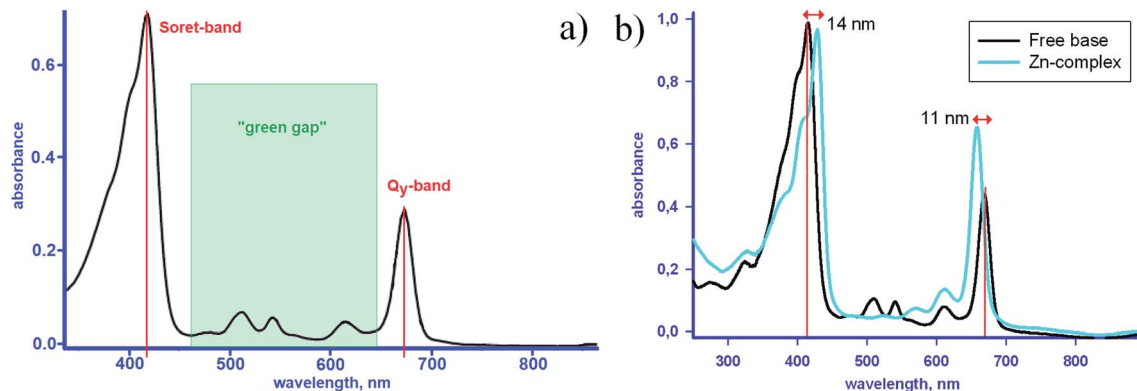 a)
Soret-band
"green gap"
Qy-band
absorbance
0.6
0.4
0.2
0.0
400
500
600
700
800
wavelength, nm
b)
14 nm
11 nm
Free base
Zn-complex
absorbance
1,0
0,8
0,6
0,4
0,2
0,0
300
400
500
600
700
800
wavelength, nm